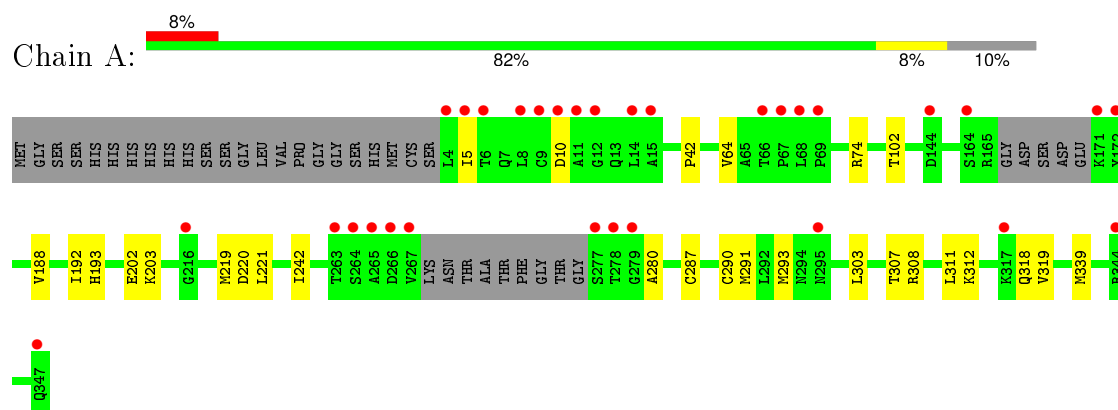 8%
Chain A:
82% 8% 10%
MET GLY SER SER HIS HIS HIS HIS HIS HIS SER SER GLY LEU VAL PRO GLY GLY SER HIS MET CYS SER L4 I5 T6 Q7 L8 G9 D10 A11 G12 Q13 L14 A15 P42 V64 A65 T66 P67 L68 P69 R74 T102 D144 S164 R165 GLY ASP SER ASP GLU K171 Y172
V188 I192 H193 E202 K203 G216 M219 D220 L221 I242 T263 S264 A265 D266 V267 LYS ASN THR ALA THR PHE GLY THR GLY S277 T278 G279 A280 C287 C290 M291 L292 M293 N294 N295 L303 T307 R308 L311 K312 K317 Q318 V319 M339 R344
Q347